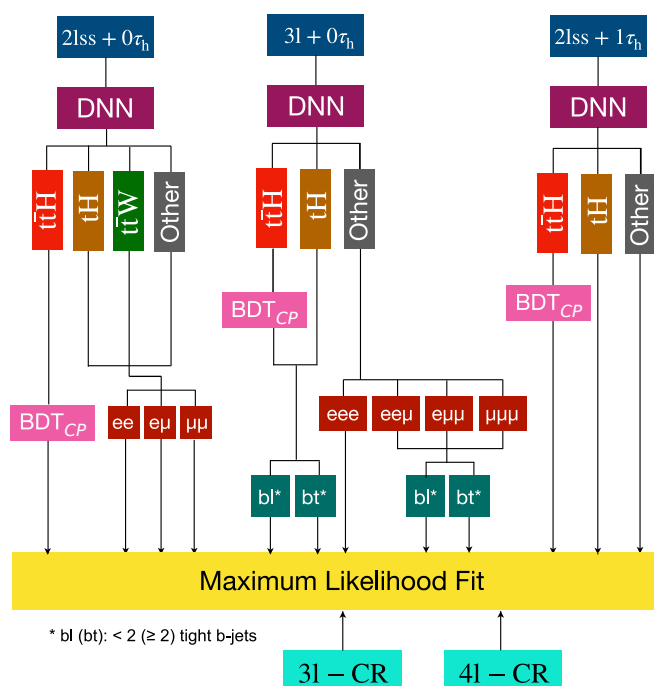 2lss + 0τh
3l + 0τh
2lss + 1τh
DNN
DNN
DNN
tt̄H
tH
tt̄W
Other
tt̄H
tH
Other
tt̄H
tH
Other
BDTCP
BDTCP
BDTCP
ee
eμ
μμ
eee
eeμ
eμμ
μμμ
bl*
bt*
bl*
bt*
Maximum Likelihood Fit
* bl (bt): < 2 (≥ 2) tight b-jets
3l − CR
4l − CR